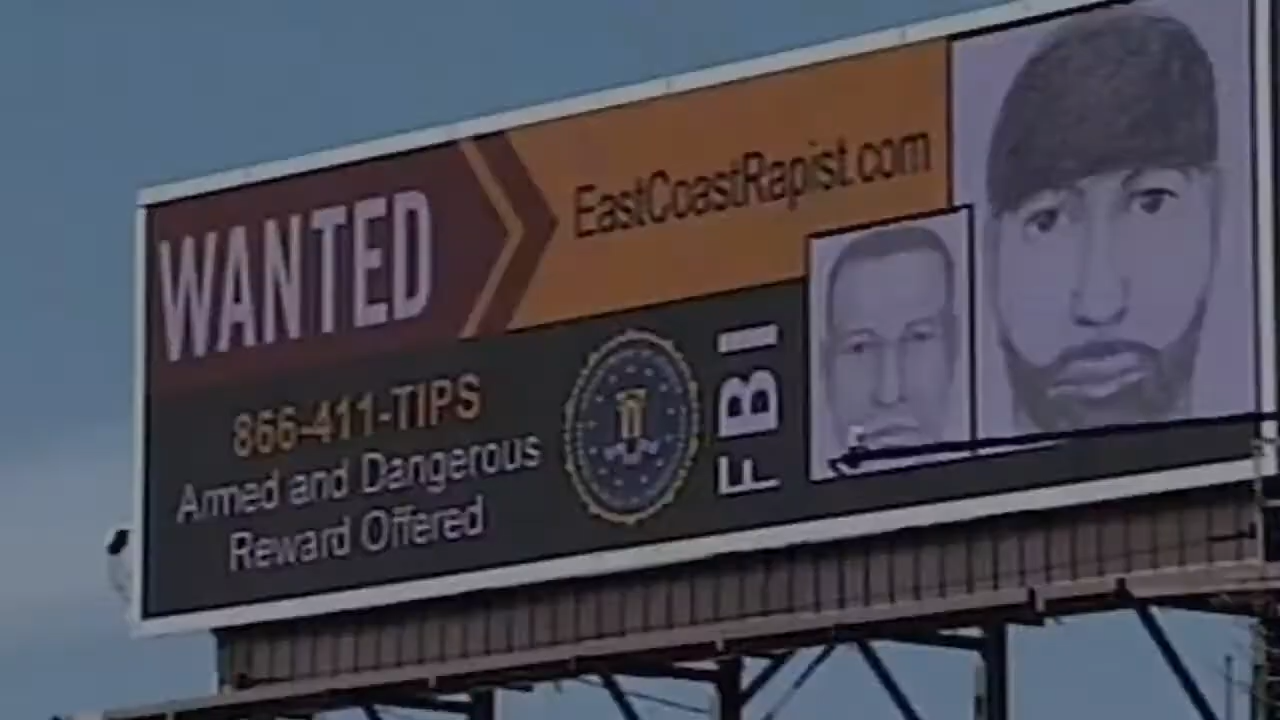 WANTED
EastCoastRapist.com
866-411-TIPS
Armed and Dangerous
Reward Offered
FBI